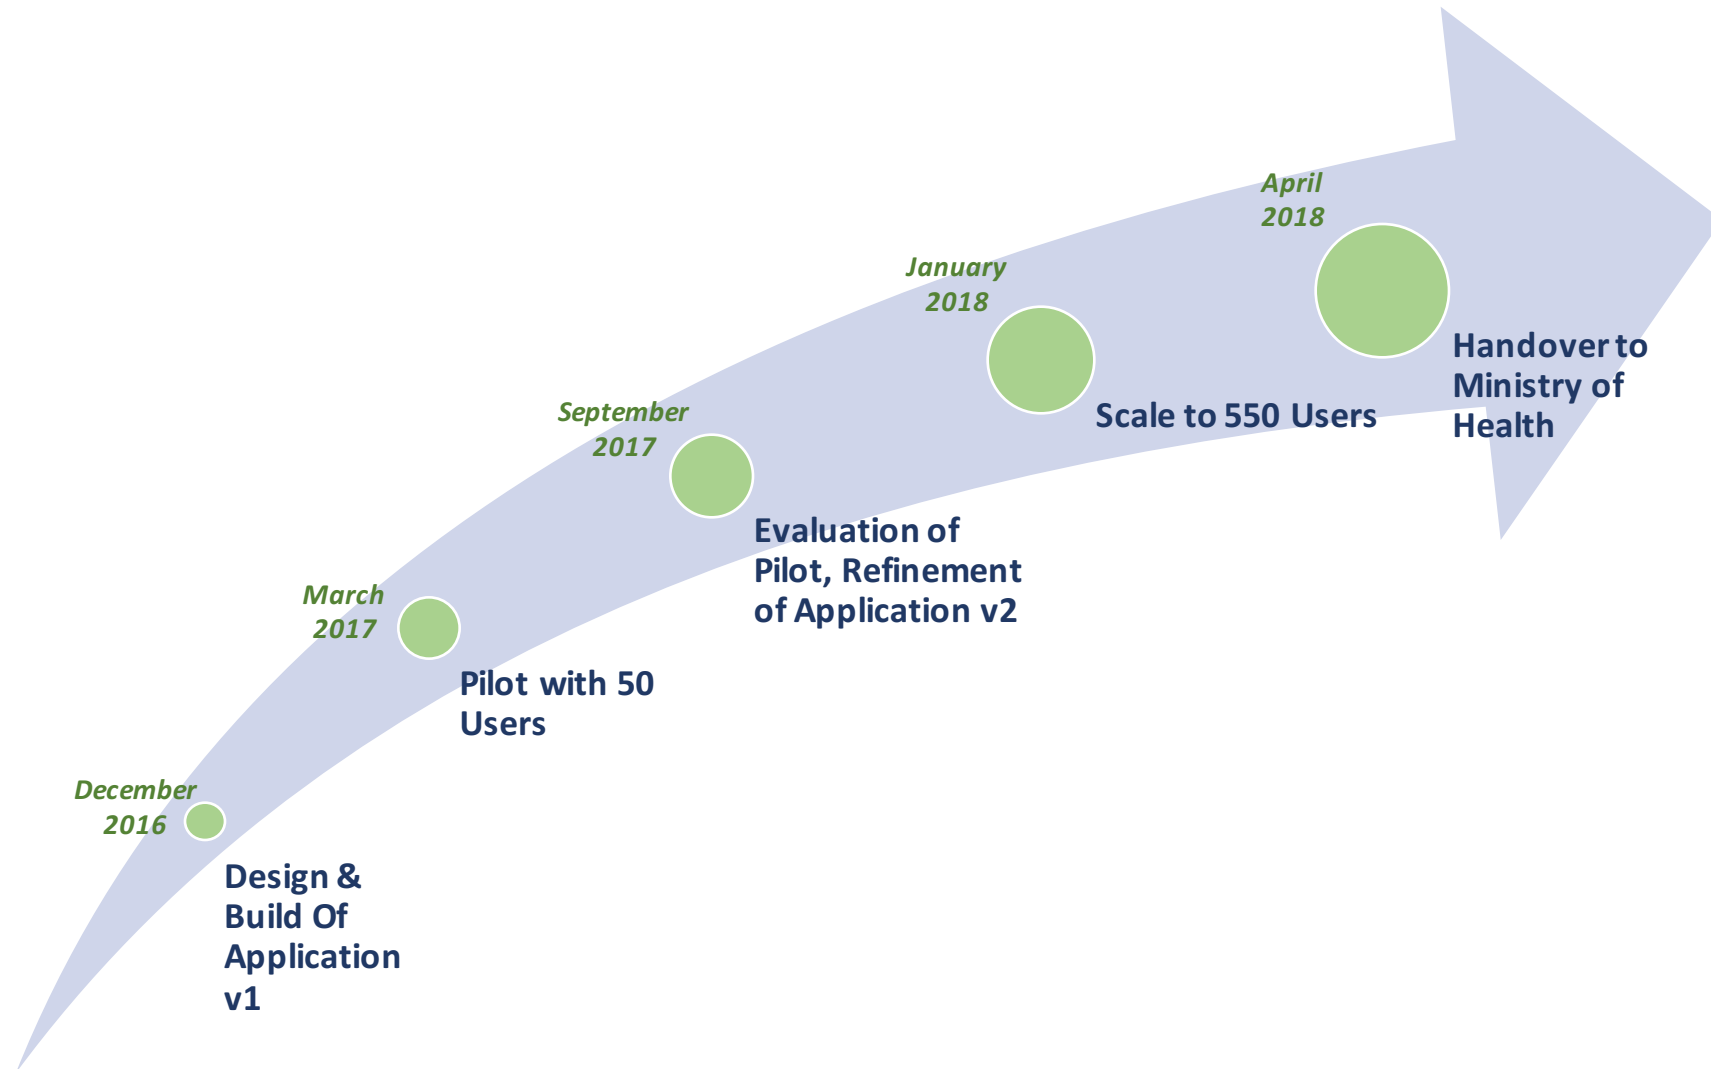 December
2016
Design &
Build Of
Application
v1
March
2017
Pilot with 50
Users
September
2017
Evaluation of
Pilot, Refinement
of Application v2
January
2018
Scale to 550 Users
April
2018
Handover to
Ministry of
Health